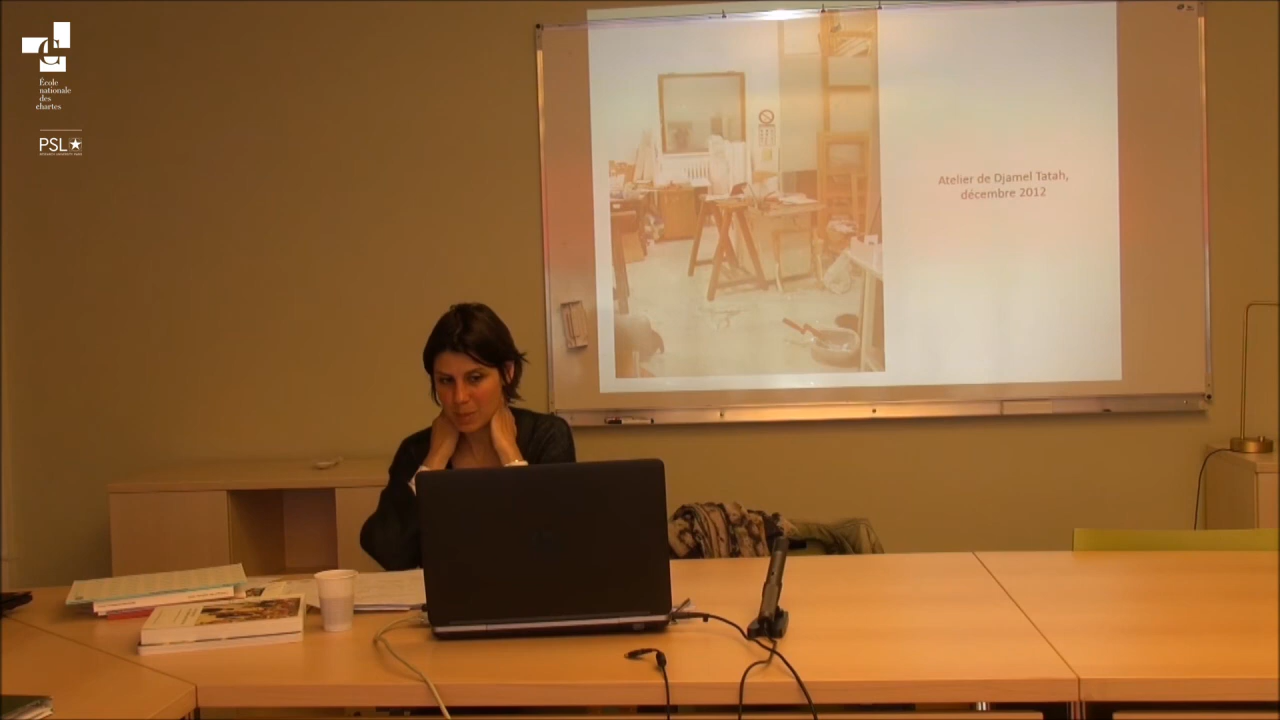 École
nationale
des
chartes
PSL
Atelier de Djamel Tatah,
décembre 2012